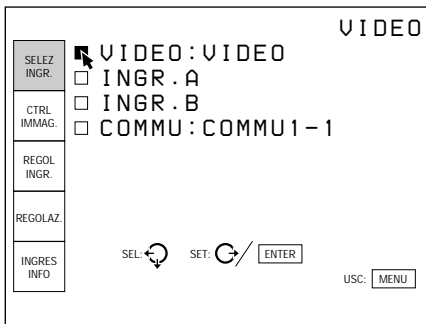 VIDEO
SELEZ
INGR.
VIDEO:VIDEO
INGR.A
INGR.B
COMMU:COMMU1-1
CTRL
IMMAG.
REGOL
INGR.
REGOLAZ.
INGRES
INFO
SEL: SET: / ENTER
USC: MENU